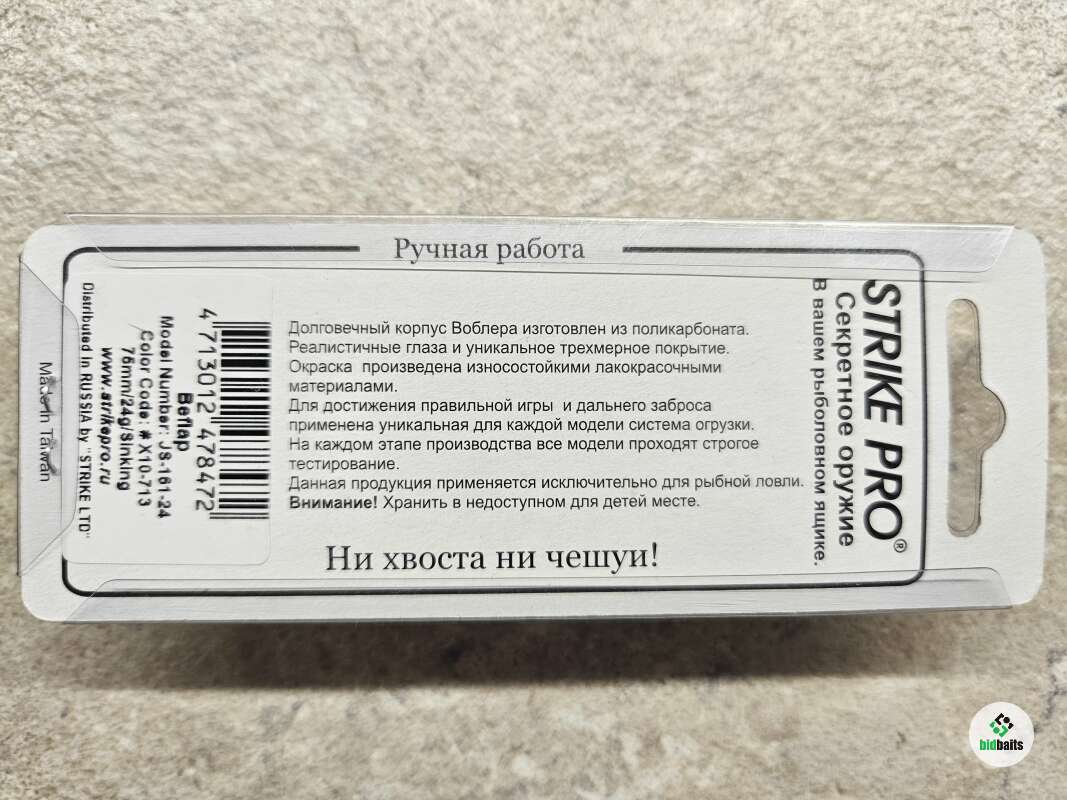 Ручная работа
STRIKE PRO®
Секретное оружие
В вашем рыболовном ящике.
Долговечный корпус Воблера изготовлен из поликарбоната.
Реалистичные глаза и уникальное трехмерное покрытие.
Окраска произведена износостойкими лакокрасочными
материалами.
Для достижения правильной игры и дальнего заброса
применена уникальная для каждой модели система огрузки.
На каждом этапе производства все модели проходят строгое
тестирование.
Данная продукция применяется исключительно для рыбной ловли.
Внимание! Хранить в недоступном для детей месте.
Ни хвоста ни чешуи!
4 713012 478472
Beflap
Model Number: JS-161-24
Color Code: # X10-713
76mm/24g/Sinking
www.strikepro.ru
Distributed in RUSSIA by "STRIKE LTD"
Made In Taiwan
bidbaits